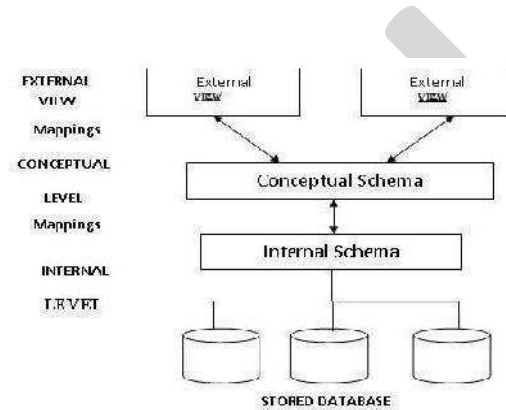 EXTERNAL
VIEW
Mappings
CONCEPTUAL
LEVEL
Mappings
INTERNAL
LEVEL
External
VIEW
External
VIEW
Conceptual Schema
Internal Schema
STORED DATABASE